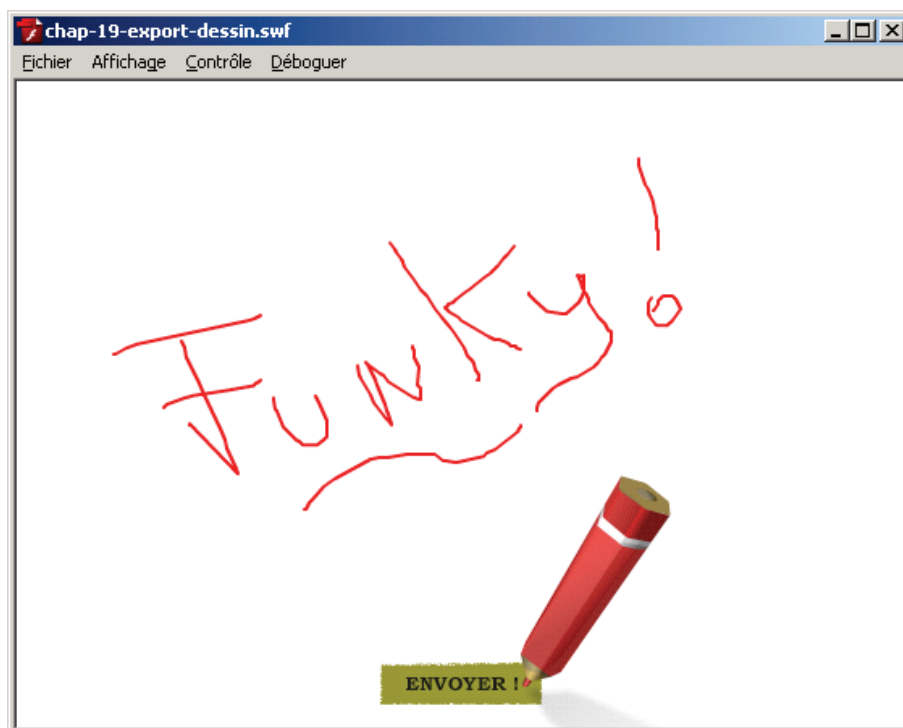 chap-19-export-dessin.swf
Fichier Affichage Contrôle Déboguer
Funky!
ENVOYER !